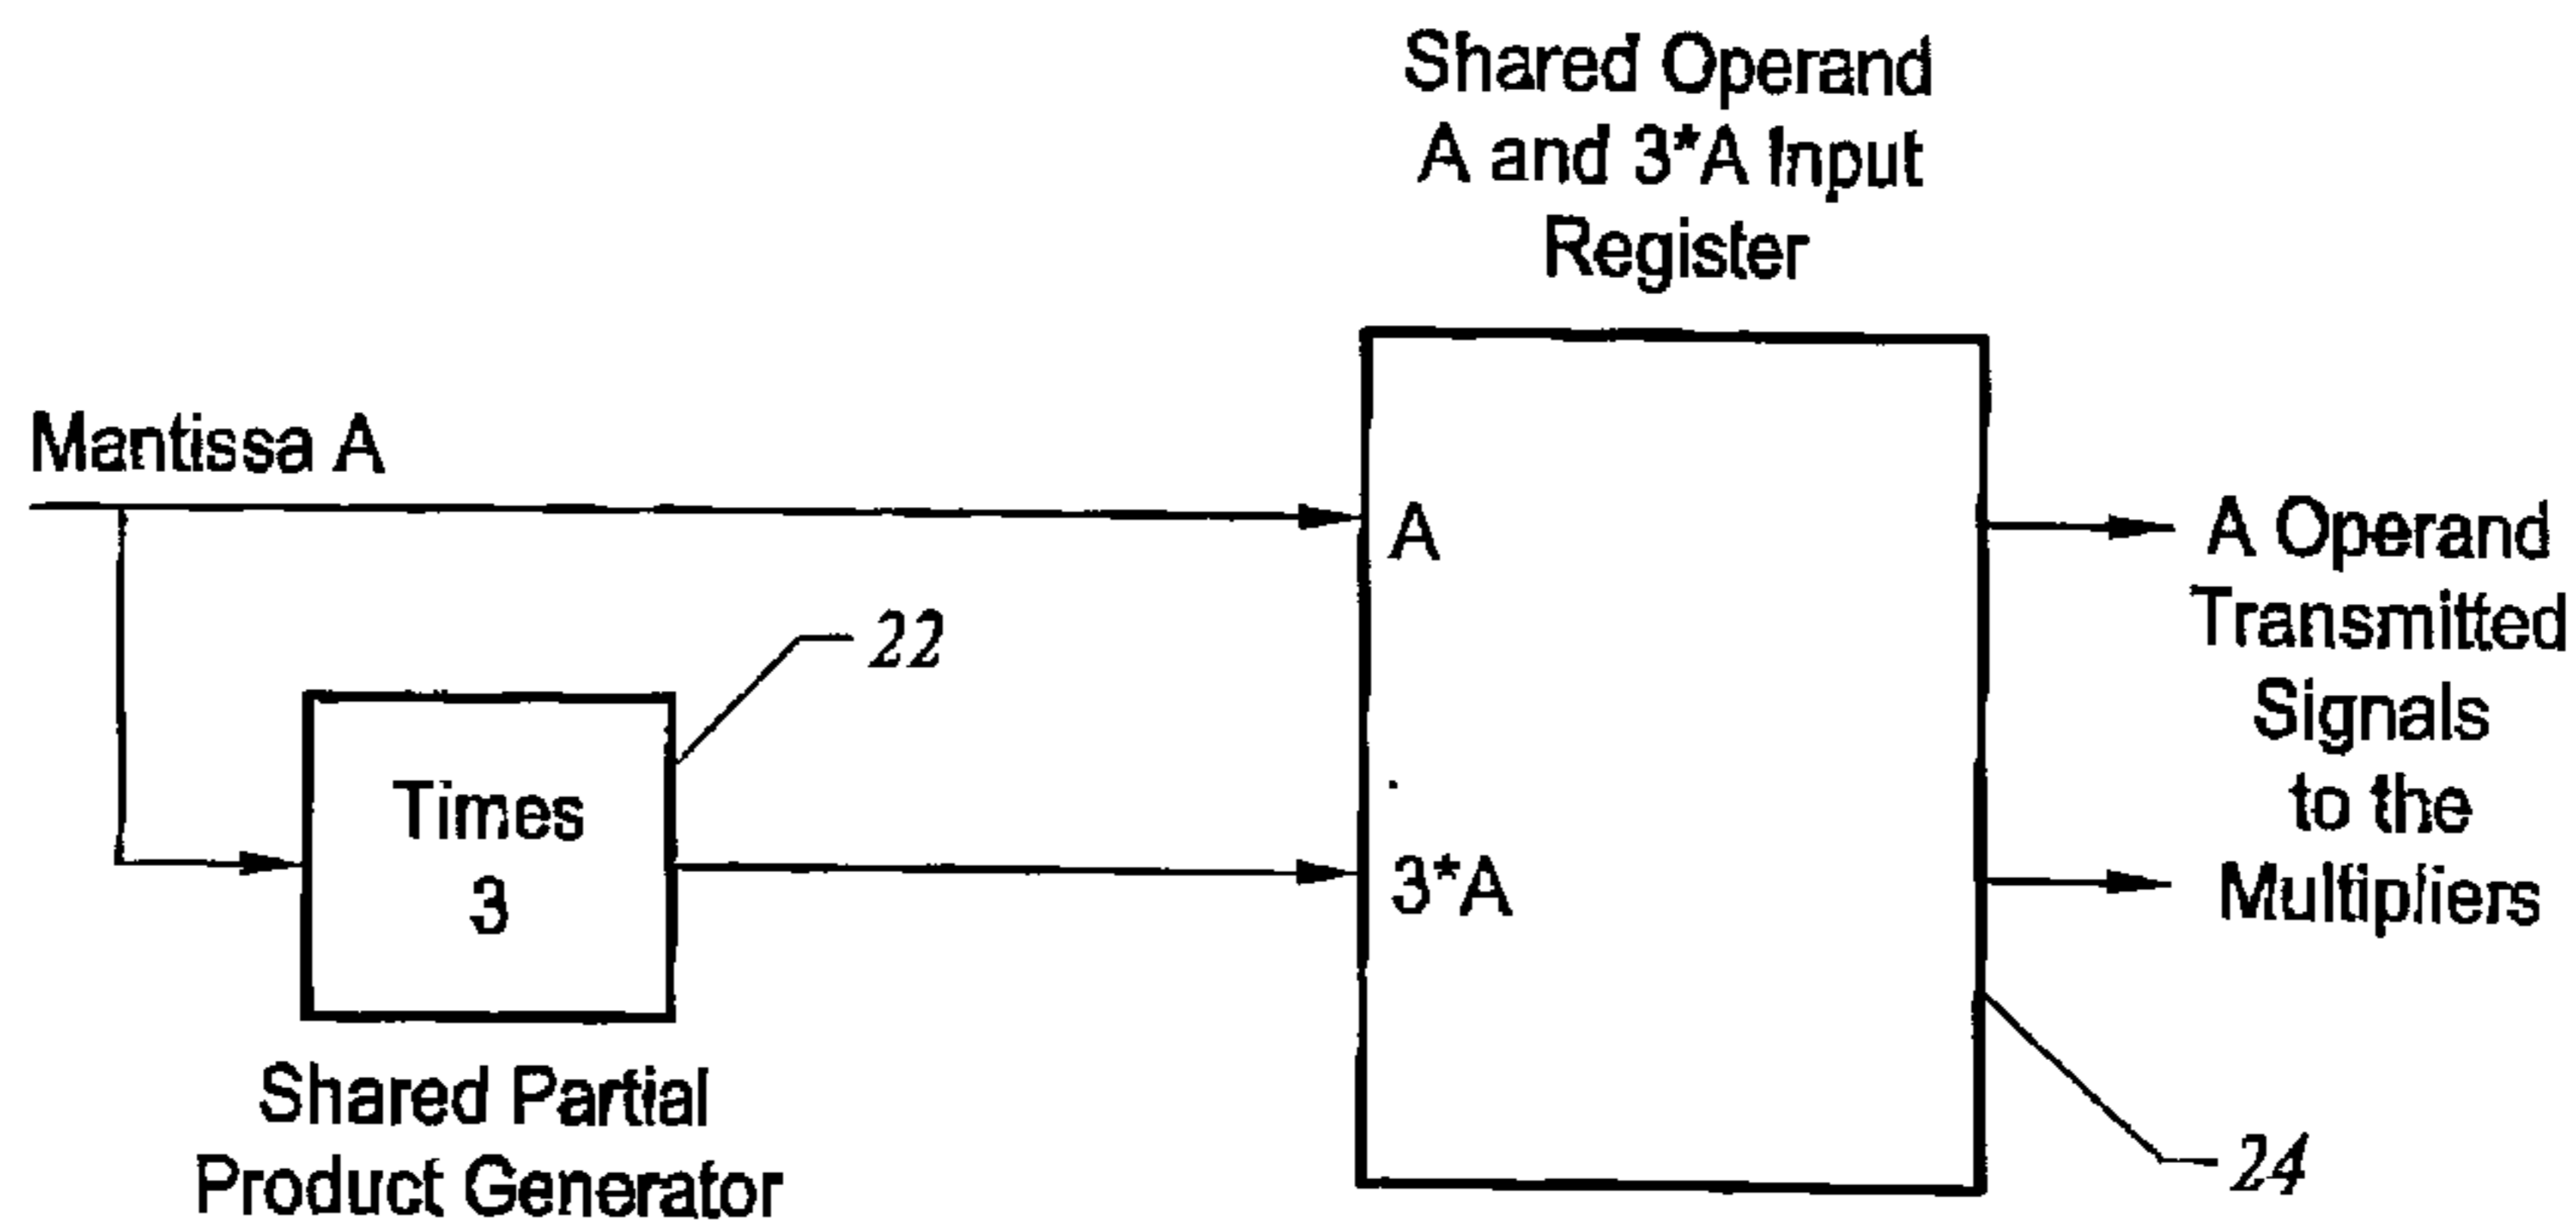 Shared Operand
A and 3*A Input
Register
Mantissa A
A
22
Times
3
3*A
Shared Partial
Product Generator
A Operand
Transmitted
Signals
to the
Multipliers
24